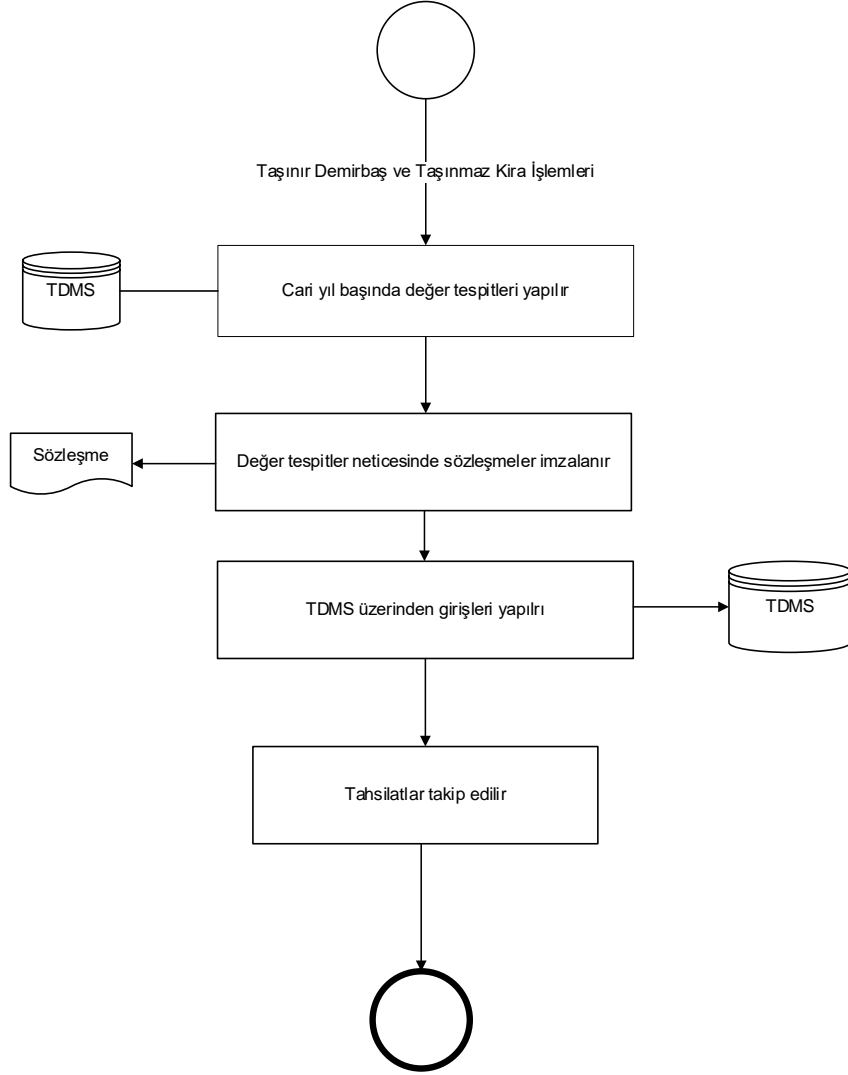 Taşınır Demirbaş ve Taşınmaz Kira İşlemleri
TDMS
Cari yıl başında değer tespitleri yapılır
Sözleşme
Değer tespitler neticesinde sözleşmeler imzalanır
TDMS üzerinden girişleri yapılrı
TDMS
Tahsilatlar takip edilir